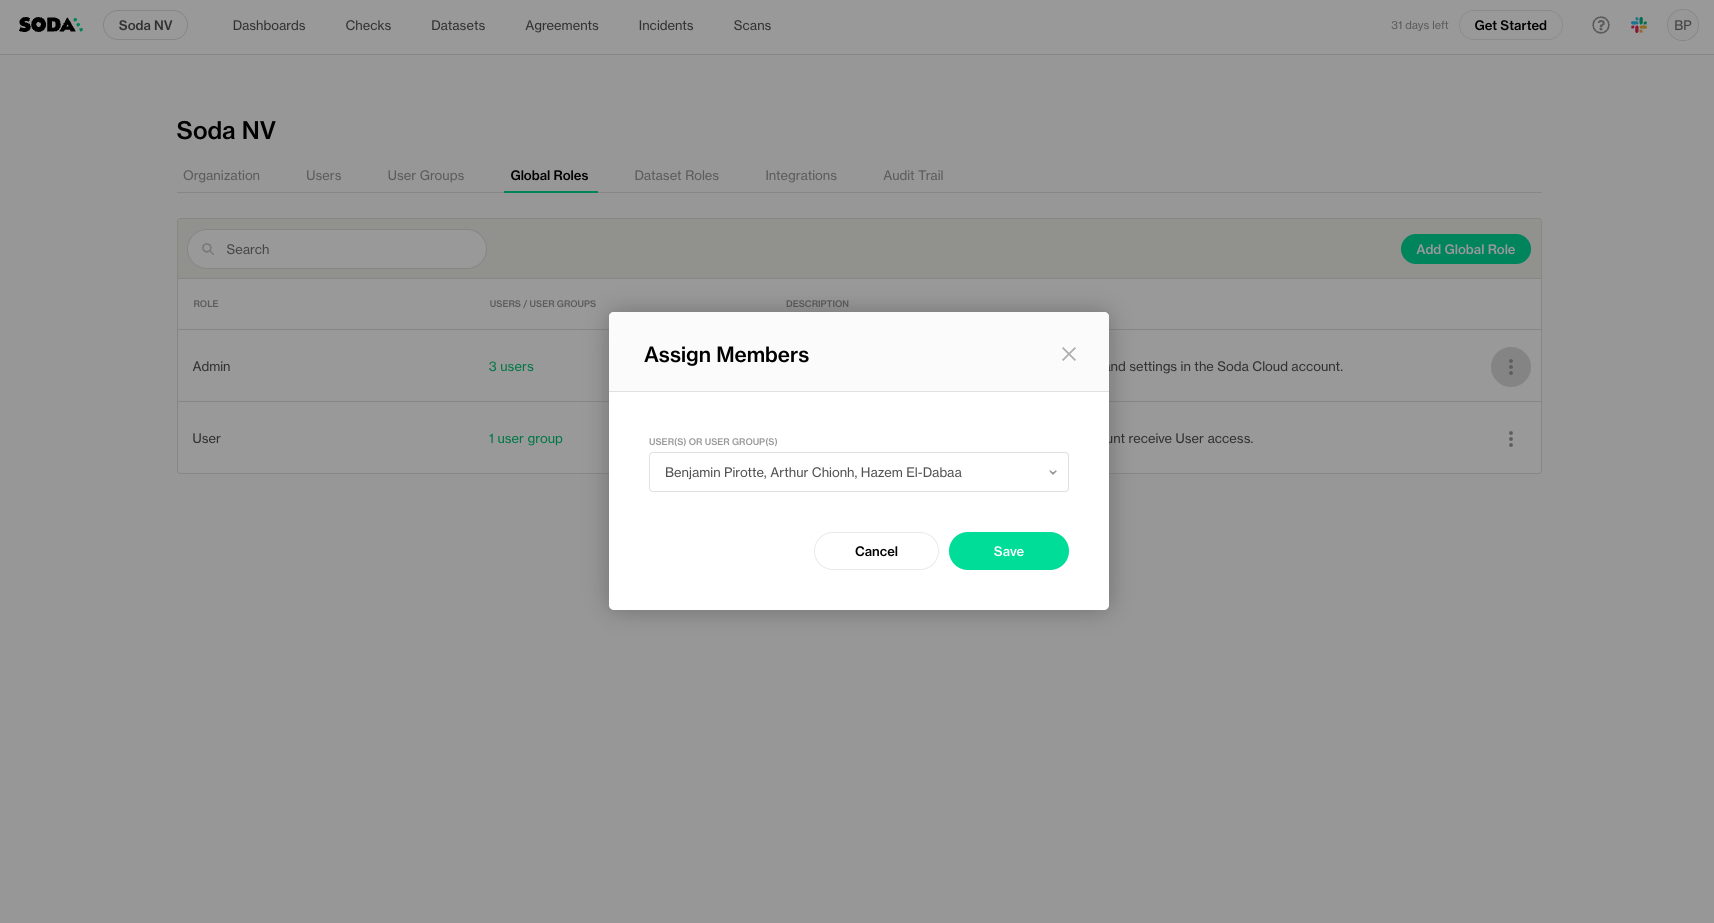 SODA
Soda NV
Dashboards
Checks
Datasets
Agreements
Incidents
Scans
31 days left
Get Started
BP
Soda NV
Organization
Users
User Groups
Global Roles
Dataset Roles
Integrations
Audit Trail
Search
Add Global Role
ROLE
USERS / USER GROUPS
DESCRIPTION
Admin
3 users
and settings in the Soda Cloud account.
User
1 user group
receive User access.
Assign Members
USER(S) OR USER GROUP(S)
Benjamin Pirotte, Arthur Chionh, Hazem El-Dabaa
Cancel
Save